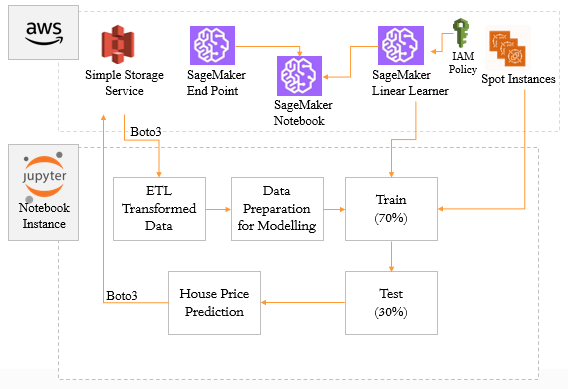 aws
Simple Storage
Service
SageMaker
End Point
SageMaker
Notebook
SageMaker
Linear Learner
IAM
Policy
Spot Instances
Boto3
jupyter
Notebook
Instance
ETL
Transformed
Data
Data
Preparation
for Modelling
Train
(70%)
Boto3
House Price
Prediction
Test
(30%)